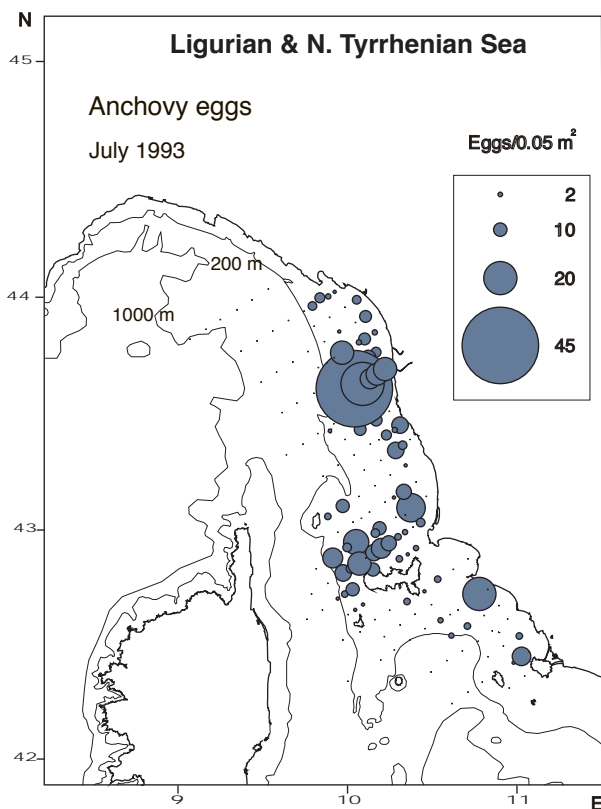 N
Ligurian & N. Tyrrhenian Sea
45
Anchovy eggs
July 1993
Eggs/0.05 m²
2
10
20
45
200 m
44
1000 m
43
42
9
10
11
E